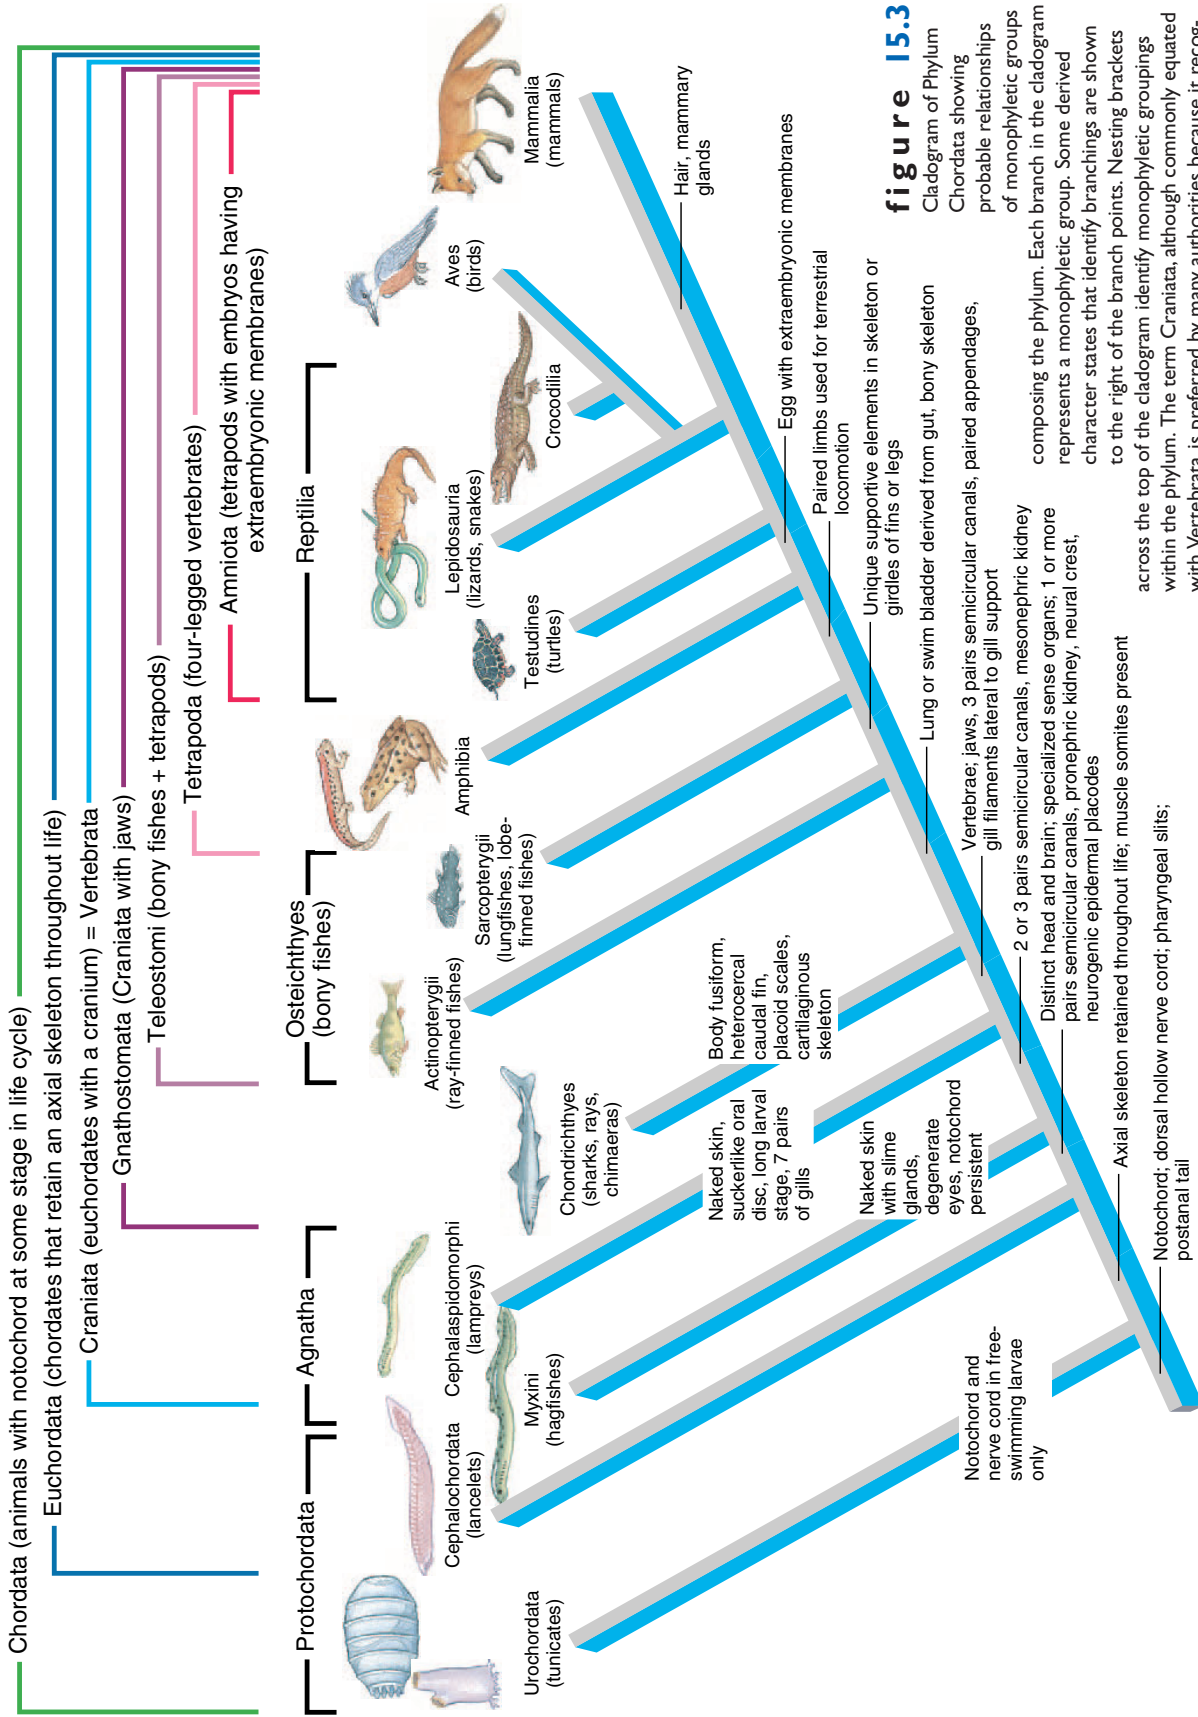 Chordata (animals with notochord at some stage in life cycle)
Euchordata (chordates that retain an axial skeleton throughout life)
Craniata (euchordates with a cranium) = Vertebrata
Gnathostomata (Craniata with jaws)
Teleostomi (bony fishes + tetrapods)
Tetrapoda (four-legged vertebrates)
Amniota (tetrapods with embryos having
extraembryonic membranes)
Protochordata
Agnatha
Osteichthyes
(bony fishes)
Reptilia
Urochordata
(tunicates)
Cephalochordata
(lancelets)
Myxini
(hagfishes)
Cephalaspidomorphi
(lampreys)
Chondrichthyes
(sharks, rays,
chimaeras)
Actinopterygii
(ray-finned fishes)
Sarcopterygii
(lungfishes, lobe-
finned fishes)
Amphibia
Testudines
(turtles)
Lepidosauria
(lizards, snakes)
Crocodilia
Aves
(birds)
Mammalia
(mammals)
Notochord and
nerve cord in free-
swimming larvae
only
Naked skin
with slime
glands,
degenerate
eyes, notochord
persistent
Naked skin,
suckerlike oral
disc, long larval
stage, 7 pairs
of gills
Body fusiform,
heterocercal
caudal fin,
placoid scales,
cartilaginous
skeleton
Hair, mammary
glands
Egg with extraembryonic membranes
Paired limbs used for terrestrial
locomotion
Unique supportive elements in skeleton or
girdles of fins or legs
Lung or swim bladder derived from gut, bony skeleton
Vertebrae; jaws, 3 pairs semicircular canals, paired appendages,
gill filaments lateral to gill support
2 or 3 pairs semicircular canals, mesonephric kidney
Distinct head and brain; specialized sense organs; 1 or more
pairs semicircular canals, pronephric kidney, neural crest,
neurogenic epidermal placodes
Axial skeleton retained throughout life; muscle somites present
Notochord; dorsal hollow nerve cord; pharyngeal slits;
postanal tail
figure 15.3
Cladogram of Phylum
Chordata showing
probable relationships
of monophyletic groups
composing the phylum. Each branch in the cladogram
represents a monophyletic group. Some derived
character states that identify branchings are shown
to the right of the branch points. Nesting brackets
across the top of the cladogram identify monophyletic groupings
within the phylum. The term Craniata, although commonly equated
with Vertebrata, is preferred by many authorities because it recog-